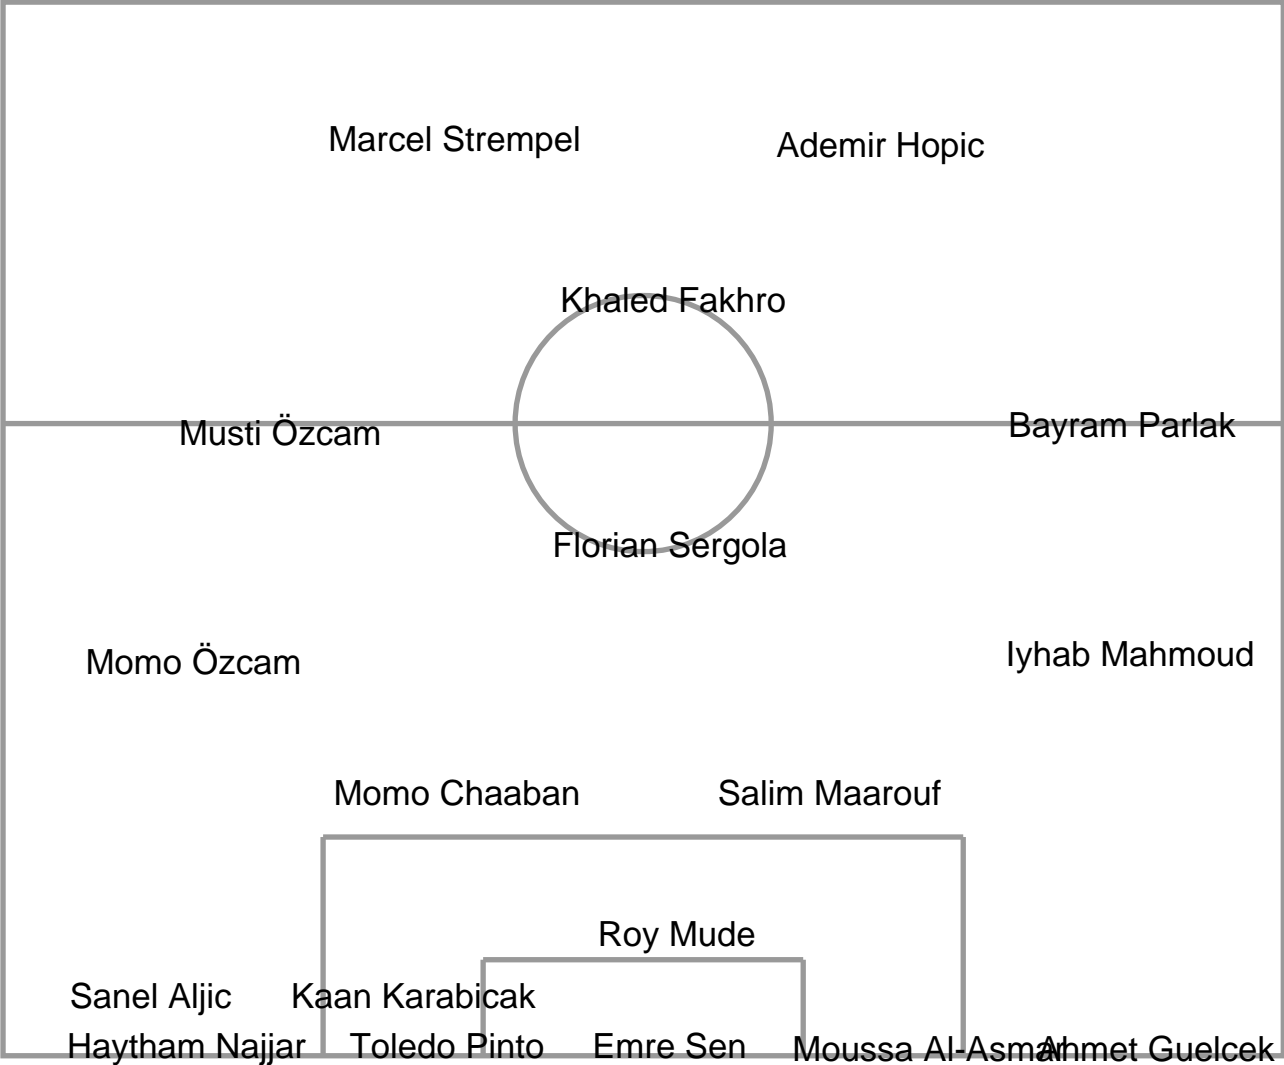 Marcel Strempel
Ademir Hopic
Khaled Fakhro
Musti Özcam
Bayram Parlak
Florian Sergola
Momo Özcam
Iyhab Mahmoud
Momo Chaaban
Salim Maarouf
Roy Mude
Sanel Aljic
Kaan Karabicak
Haytham Najjar
Toledo Pinto
Emre Sen
Moussa Al-Asmar
Ahmet Guelcek